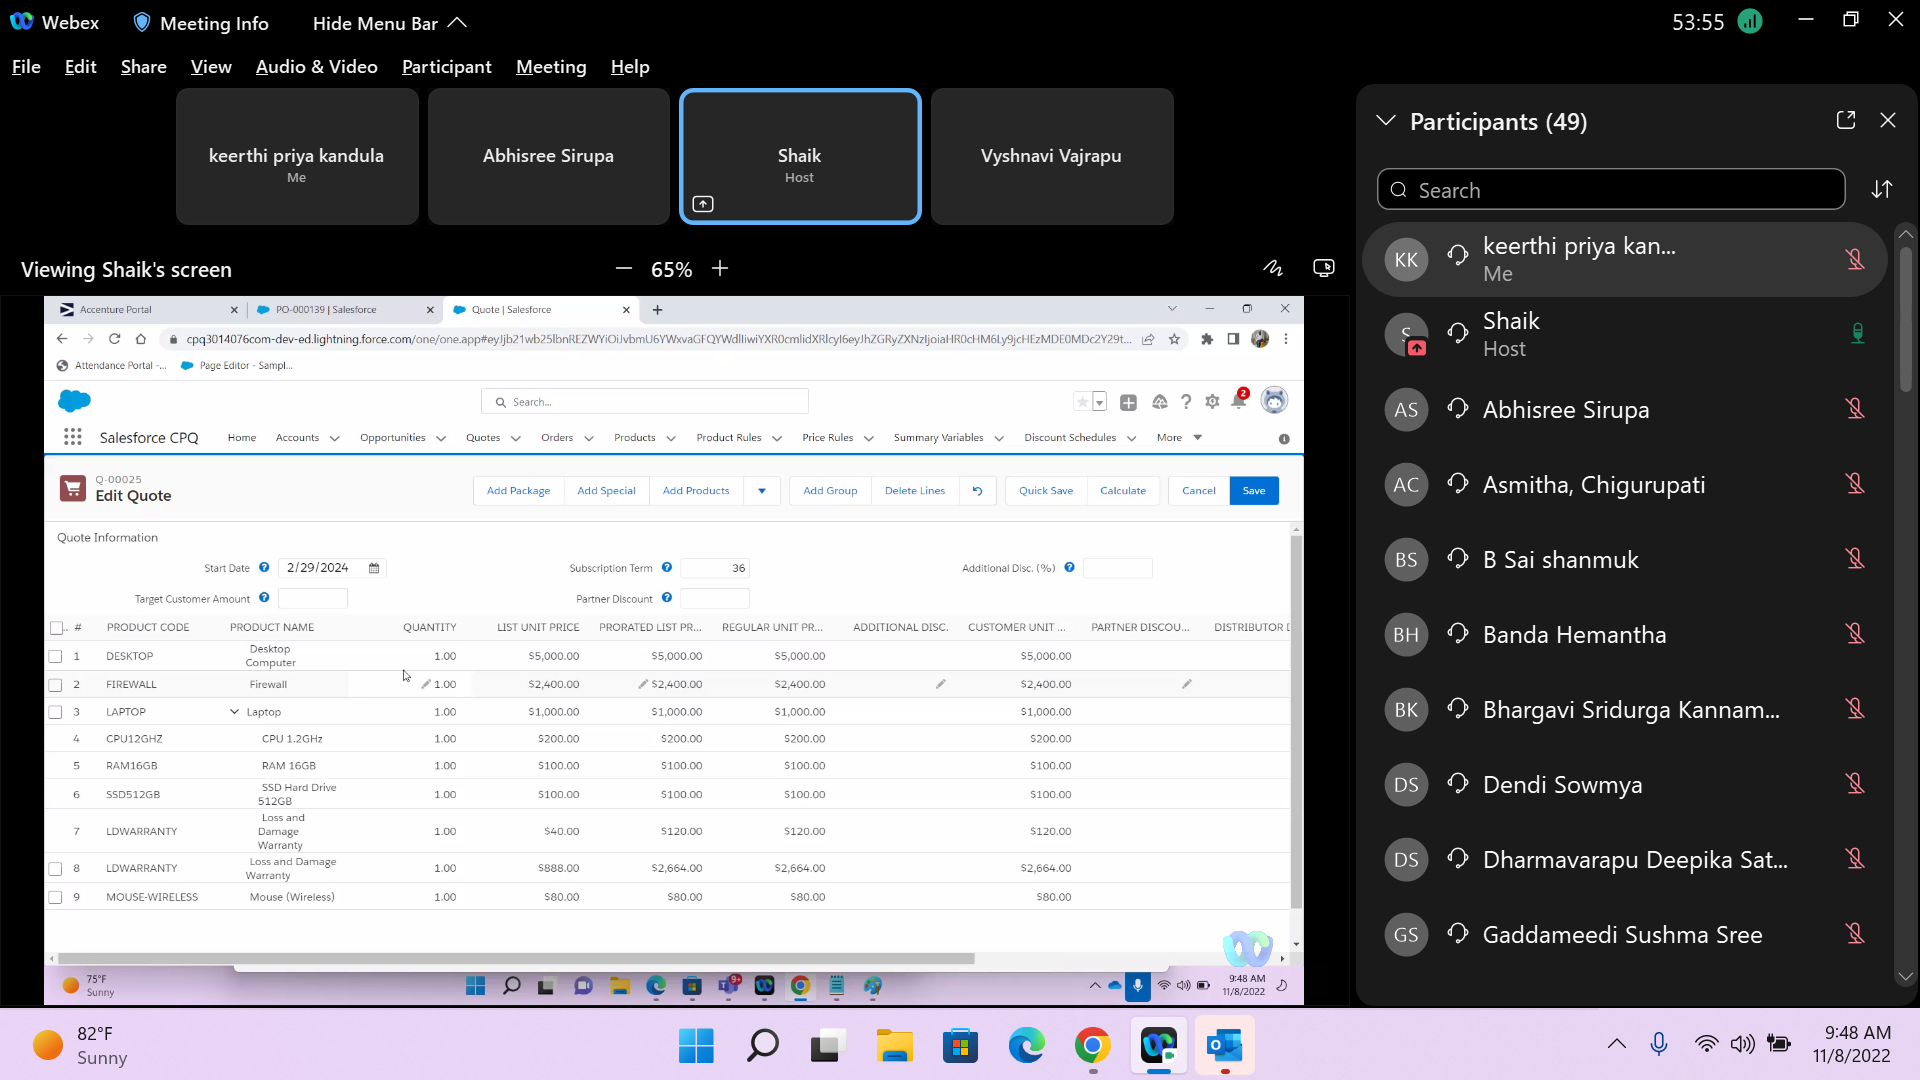 Webex Meeting Info Hide Menu Bar 53:55
File Edit Share View Audio & Video Participant Meeting Help
keerthi priya kandula
Me
Abhisree Sirupa
Shaik
Host
Vyshnavi Vajrapu
Viewing Shaik's screen 65%
Accenture Portal PO-000139 | Salesforce Quote | Salesforce
Attendance Portal -... Page Editor - Sampl...
Search... 2
Salesforce CPQ Home Accounts Opportunities Quotes Orders Products Product Rules Price Rules Summary Variables Discount Schedules More
Q-00025
Edit Quote
Add Package Add Special Add Products Add Group Delete Lines Quick Save Calculate Cancel Save
Quote Information
Start Date 2/29/2024 Subscription Term 36 Additional Disc. (%)
Target Customer Amount Partner Discount
# PRODUCT CODE PRODUCT NAME QUANTITY LIST UNIT PRICE PRORATED LIST PR... REGULAR UNIT PR... ADDITIONAL DISC. CUSTOMER UNIT ... PARTNER DISCOU... DISTRIBUTOR
1 DESKTOP Desktop Computer 1.00 $5,000.00 $5,000.00 $5,000.00 $5,000.00
2 FIREWALL Firewall 1.00 $2,400.00 $2,400.00 $2,400.00 $2,400.00
3 LAPTOP Laptop 1.00 $1,000.00 $1,000.00 $1,000.00 $1,000.00
4 CPU12GHZ CPU 1.2GHz 1.00 $200.00 $200.00 $200.00 $200.00
5 RAM16GB RAM 16GB 1.00 $100.00 $100.00 $100.00 $100.00
6 SSD512GB SSD Hard Drive 512GB 1.00 $100.00 $100.00 $100.00 $100.00
7 LDWARRANTY Loss and Damage Warranty 1.00 $40.00 $120.00 $120.00 $120.00
8 LDWARRANTY Loss and Damage Warranty 1.00 $888.00 $2,664.00 $2,664.00 $2,664.00
9 MOUSE-WIRELESS Mouse (Wireless) 1.00 $80.00 $80.00 $80.00 $80.00
75°F
Sunny
9+
9:48 AM
11/8/2022
Participants (49)
Search
KK keerthi priya kan...
Me
S Shaik
Host
AS Abhisree Sirupa
AC Asmitha, Chigurupati
BS B Sai shanmuk
BH Banda Hemantha
BK Bhargavi Sridurga Kannam...
DS Dendi Sowmya
DS Dharmavarapu Deepika Sat...
GS Gaddameedi Sushma Sree
82°F
Sunny
9:48 AM
11/8/2022